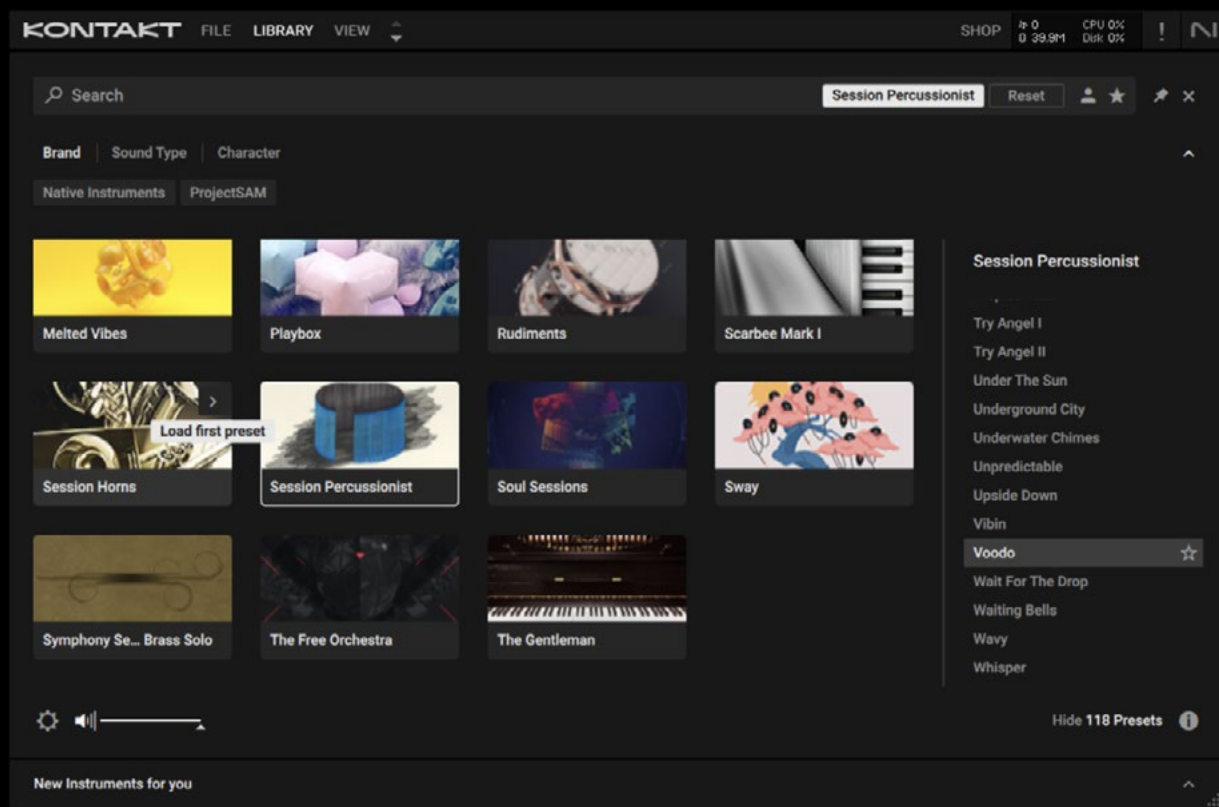 KONTAKT FILE LIBRARY VIEW SHOP 0 CPU 0%
39.9M Disk 0% !
Search Session Percussionist Reset
Brand Sound Type Character
Native Instruments ProjectSAM
Melted Vibes Playbox Rudiments Scarbee Mark I
Load first preset
Session Horns Session Percussionist Soul Sessions Sway
Symphony Se... Brass Solo The Free Orchestra The Gentleman
Session Percussionist
Try Angel I
Try Angel II
Under The Sun
Underground City
Underwater Chimes
Unpredictable
Upside Down
Vibin
Voodo
Wait For The Drop
Waiting Bells
Wavy
Whisper
Hide 118 Presets
New Instruments for you